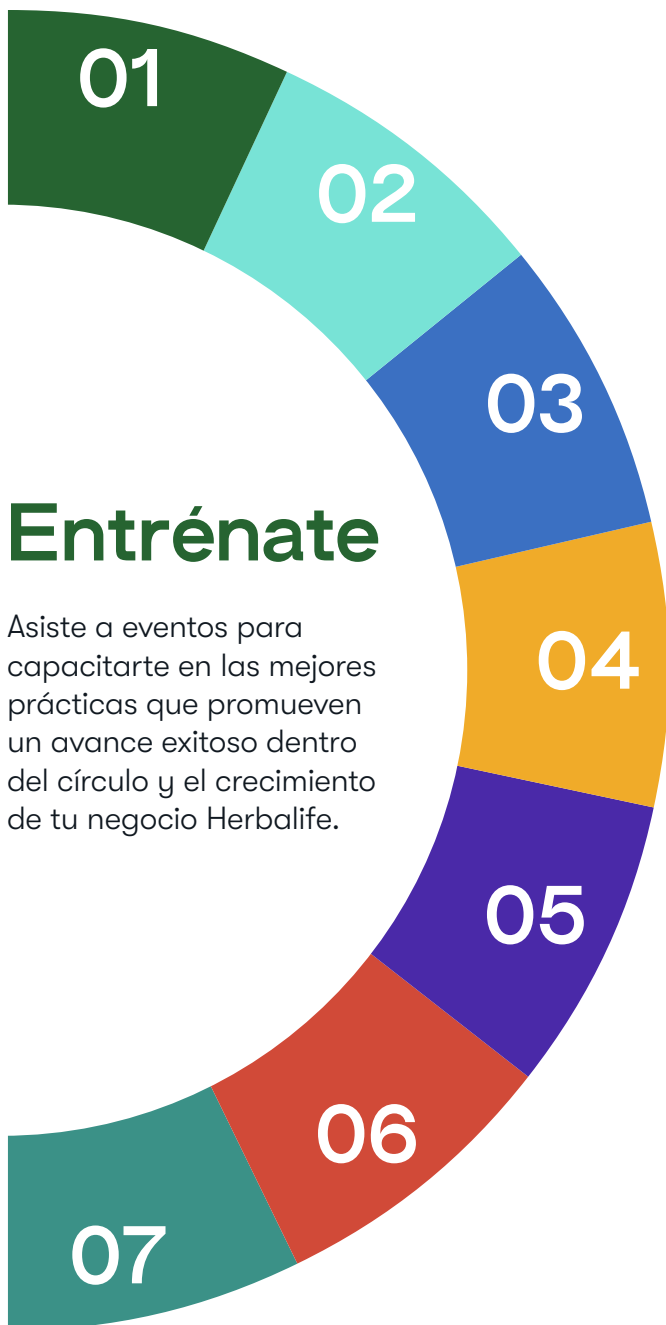 01
02
03
Entrénate
Asiste a eventos para
capacitarte en las mejores
prácticas que promueven
un avance exitoso dentro
del círculo y el crecimiento
de tu negocio Herbalife.
04
05
06
07